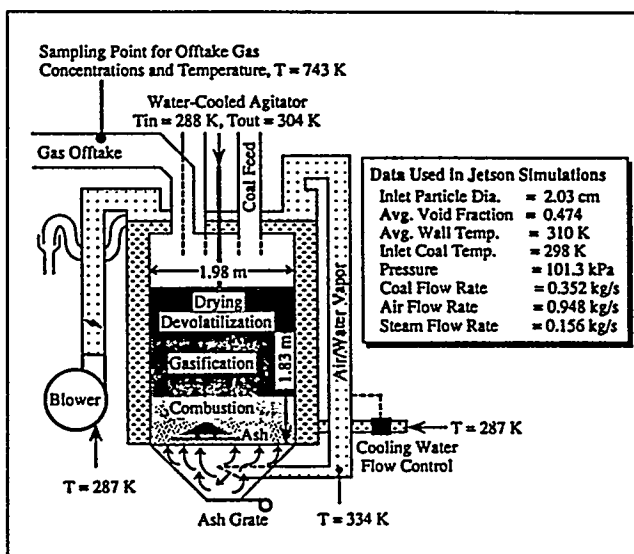 Sampling Point for Offtake Gas
Concentrations and Temperature, T = 743 K
Water-Cooled Agitator
Tin = 288 K, Tout = 304 K
Gas Offtake
Coal Feed
Data Used in Jetson Simulations
Inlet Particle Dia. = 2.03 cm
Avg. Void Fraction = 0.474
Avg. Wall Temp. = 310 K
Inlet Coal Temp. = 298 K
Pressure = 101.3 kPa
Coal Flow Rate = 0.352 kg/s
Air Flow Rate = 0.948 kg/s
Steam Flow Rate = 0.156 kg/s
1.98 m
Drying
Devolatilization
Gasification
1.83 m
Air/Water Vapor
Combustion
Ash
Blower
T = 287 K
Cooling Water
Flow Control
T = 287 K
Ash Grate
T = 334 K